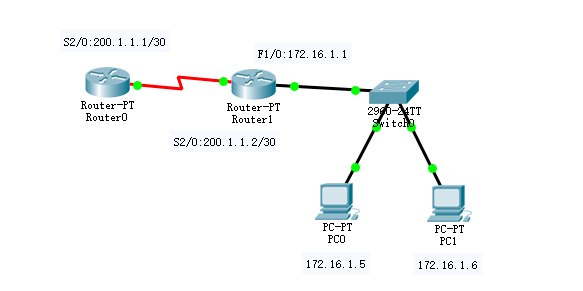 S2/0:200.1.1.1/30
F1/0:172.16.1.1
Router-PT
Router0
Router-PT
Router1
2960-24TT
Switch0
S2/0:200.1.1.2/30
PC-PT
PC0
PC-PT
PC1
172.16.1.5
172.16.1.6